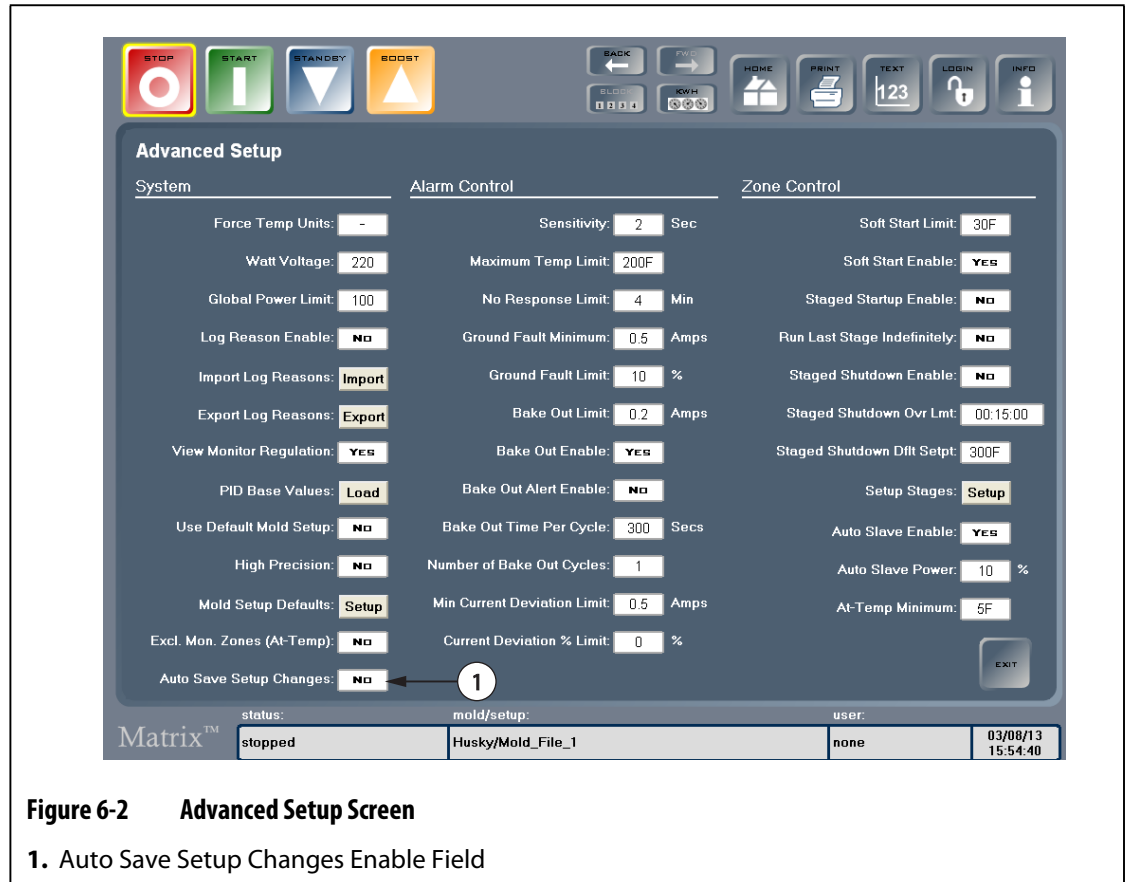 STOP START STANDBY BOOST BACK FWD HOME PRINT TEXT LOGIN INFO
BLOCK KWH
1 2 3 4
123
Advanced Setup
System
Force Temp Units: -
Watt Voltage: 220
Global Power Limit: 100
Log Reason Enable: NO
Import Log Reasons: Import
Export Log Reasons: Export
View Monitor Regulation: YES
PID Base Values: Load
Use Default Mold Setup: NO
High Precision: NO
Mold Setup Defaults: Setup
Excl. Mon. Zones (At-Temp): NO
Auto Save Setup Changes: NO
1
Alarm Control
Sensitivity: 2 Sec
Maximum Temp Limit: 200F
No Response Limit: 4 Min
Ground Fault Minimum: 0.5 Amps
Ground Fault Limit: 10 %
Bake Out Limit: 0.2 Amps
Bake Out Enable: YES
Bake Out Alert Enable: NO
Bake Out Time Per Cycle: 300 Secs
Number of Bake Out Cycles: 1
Min Current Deviation Limit: 0.5 Amps
Current Deviation % Limit: 0 %
Zone Control
Soft Start Limit: 30F
Soft Start Enable: YES
Staged Startup Enable: NO
Run Last Stage Indefinitely: NO
Staged Shutdown Enable: NO
Staged Shutdown Ovr Lmt: 00:15:00
Staged Shutdown Dflt Setpt: 300F
Setup Stages: Setup
Auto Slave Enable: YES
Auto Slave Power: 10 %
At-Temp Minimum: 5F
EXIT
Matrix™
status:
stopped
mold/setup:
Husky/Mold_File_1
user:
none
03/08/13
15:54:40
Figure 6-2 Advanced Setup Screen
1. Auto Save Setup Changes Enable Field